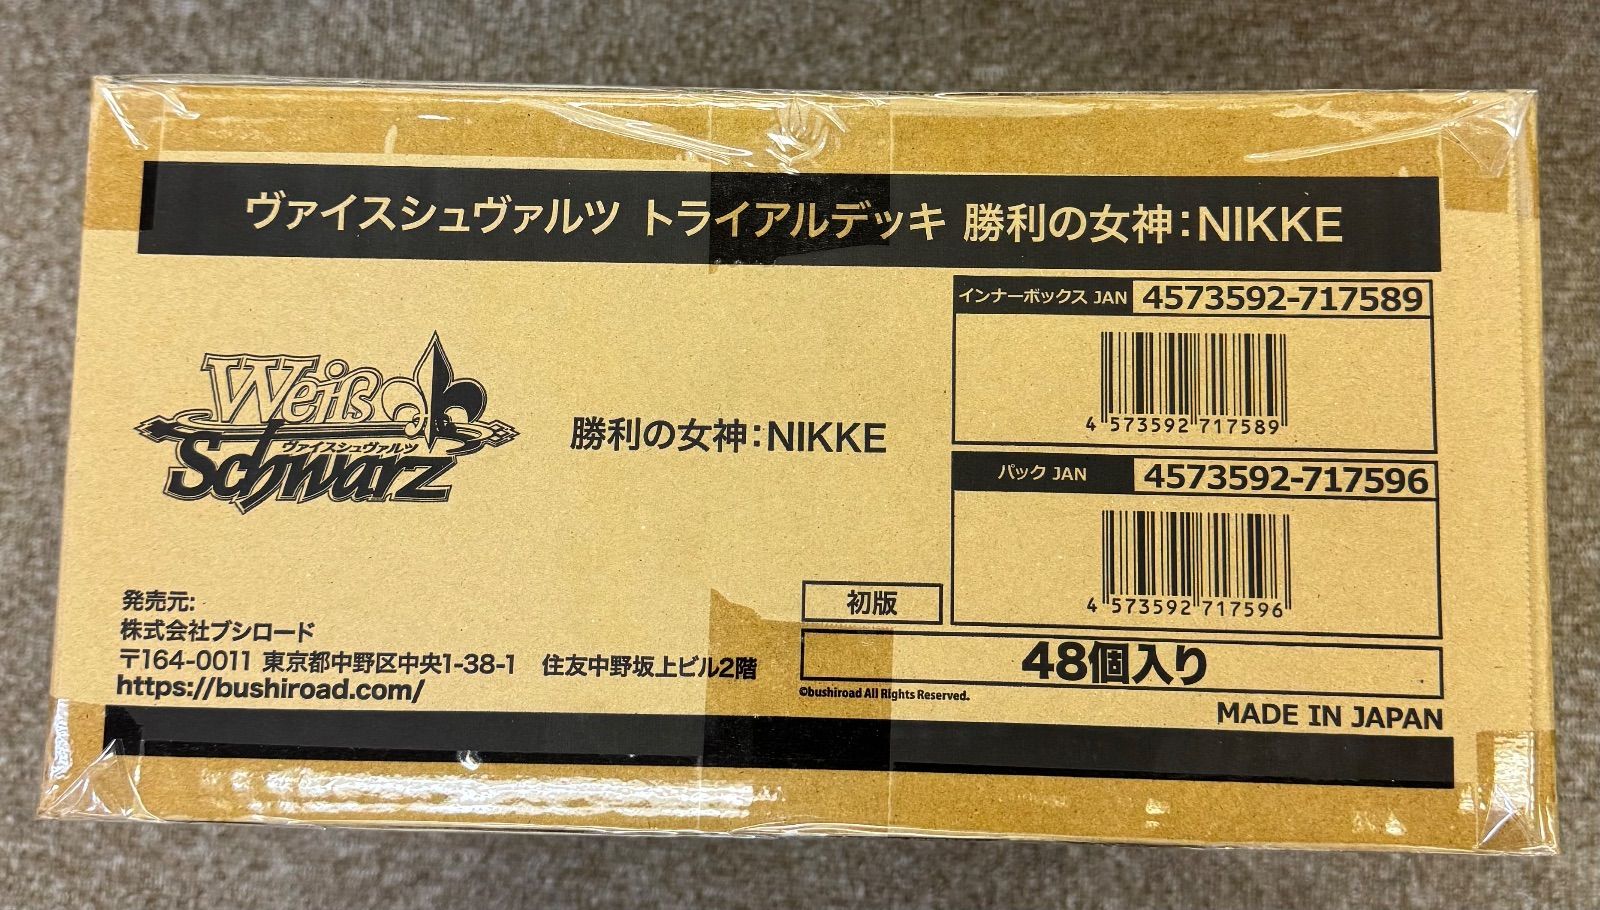 ヴァイスシュヴァルツ トライアルデッキ 勝利の女神:NIKKE
インナーボックス JAN 4573592-717589
4 573592 717589
Weiß
ヴァイスシュヴァルツ
Schwarz
勝利の女神:NIKKE
パック JAN 4573592-717596
4 573592 717596
発売元:
株式会社ブシロード
〒164-0011 東京都中野区中央1-38-1 住友中野坂上ビル2階
https://bushiroad.com/
初版
48個入り
©bushiroad All Rights Reserved.
MADE IN JAPAN